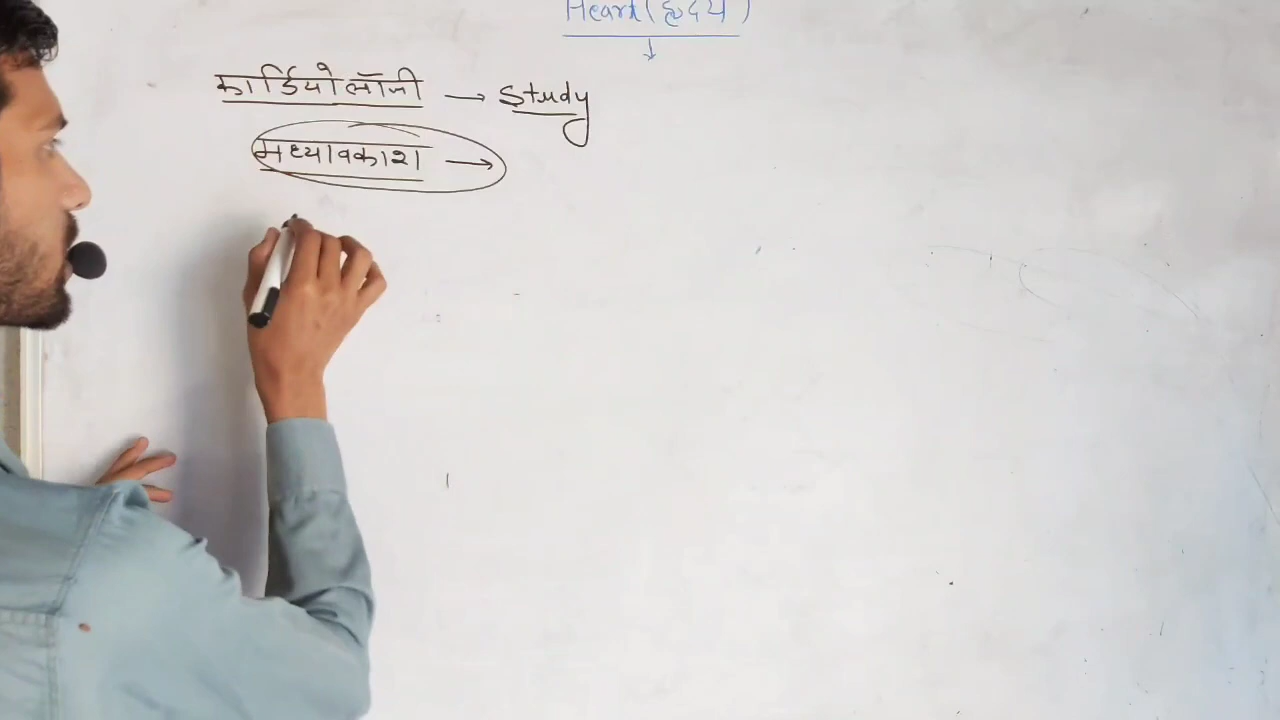 Heart (हृदय)
↓
कार्डियोलॉजी → Study
मध्यावकाश →